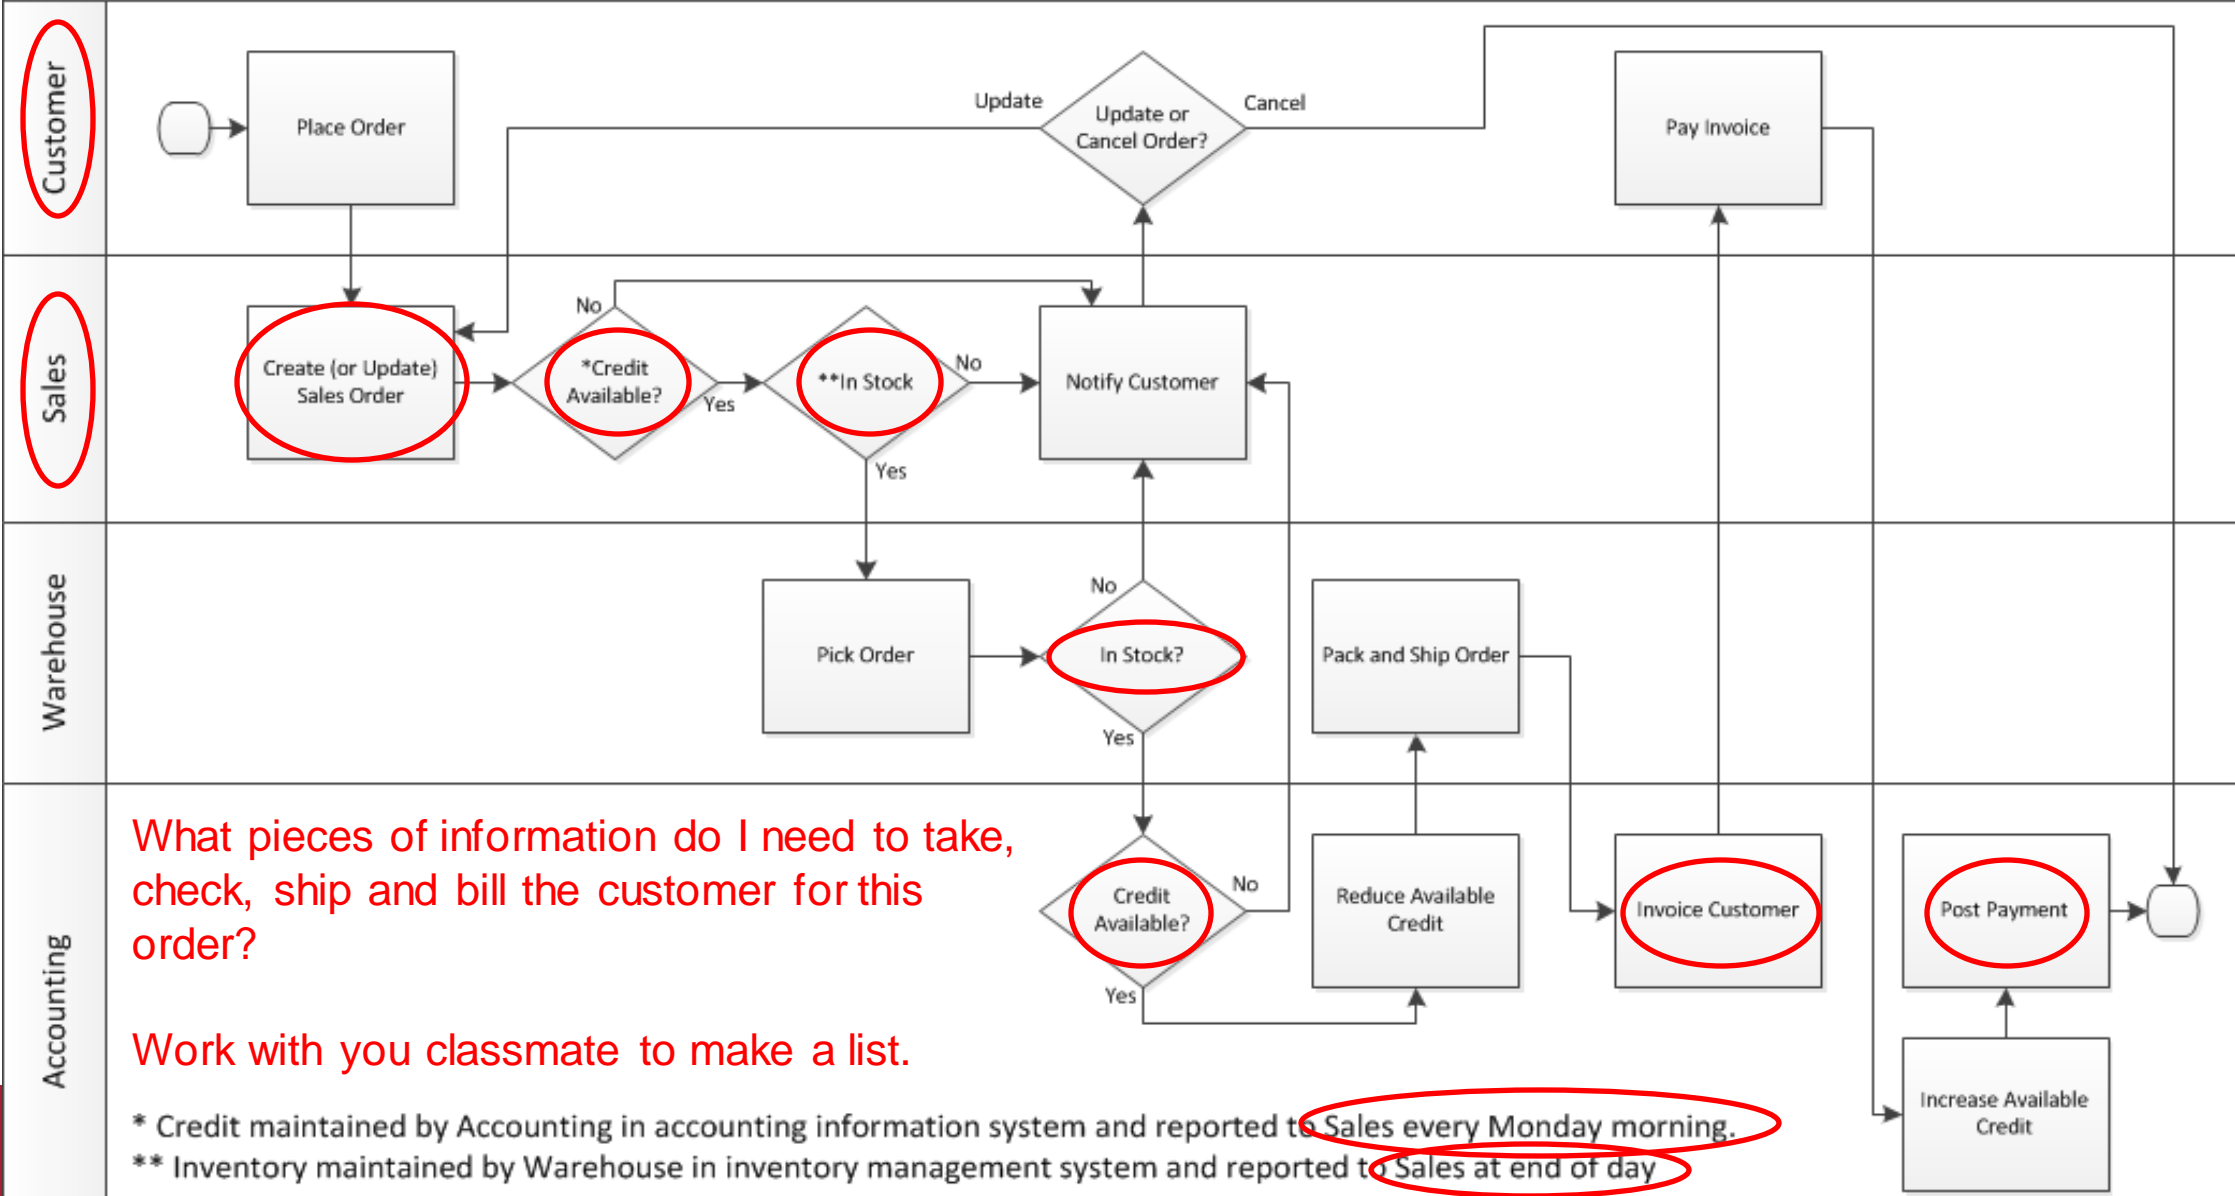 Customer
Place Order
Update
Update or
Cancel Order?
Cancel
Pay Invoice
Sales
Create (or Update)
Sales Order
No
*Credit
Available?
Yes
**In Stock
No
Yes
Notify Customer
Warehouse
Pick Order
No
In Stock?
Yes
Pack and Ship Order
Accounting
What pieces of information do I need to take,
check, ship and bill the customer for this
order?
Work with you classmate to make a list.
Credit
Available?
No
Yes
Reduce Available
Credit
Invoice Customer
Post Payment
Increase Available
Credit
* Credit maintained by Accounting in accounting information system and reported to Sales every Monday morning.
** Inventory maintained by Warehouse in inventory management system and reported to Sales at end of day